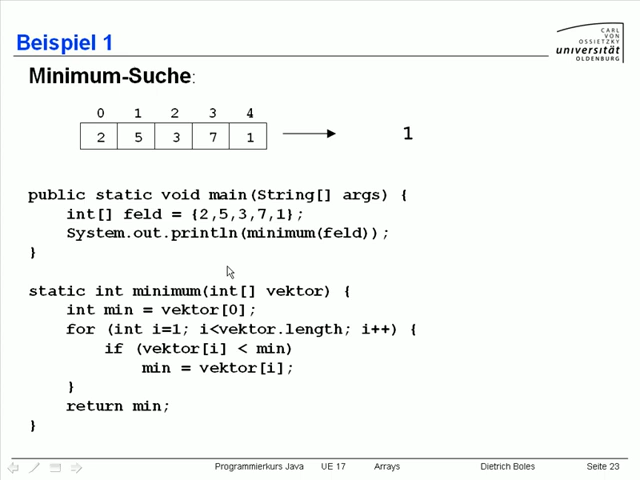 CARL
VON
OSSIETZKY
universität
OLDENBURG
Beispiel 1
Minimum-Suche:
0 1 2 3 4
2 5 3 7 1 1
public static void main(String[] args) {
int[] feld = {2,5,3,7,1};
System.out.println(minimum(feld));
}
static int minimum(int[] vektor) {
int min = vektor[0];
for (int i=1; i<vektor.length; i++) {
if (vektor[i] < min)
min = vektor[i];
}
return min;
}
Programmierkurs Java UE 17 Arrays Dietrich Boles Seite 23